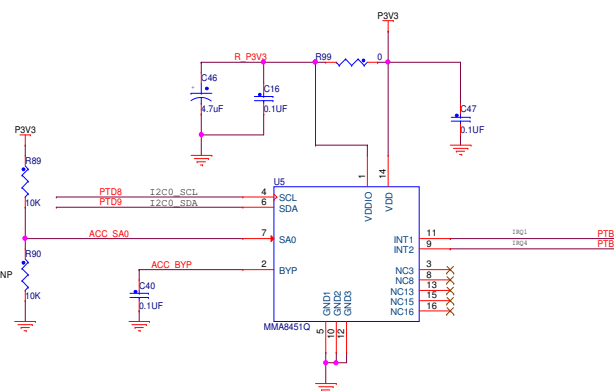 P3V3
R_P3V3
R99
0
C46
4.7uF
C16
0.1UF
C47
0.1UF
P3V3
R89
10K
U5
1
14
VDDIO
VDD
PTD8
I2C0_SCL
4
SCL
PTD9
I2C0_SDA
6
SDA
ACC_SA0
7
SA0
INT1
11
IRQ1
PTB
INT2
9
IRQ4
PTB
R90
NP
10K
ACC_BYP
2
BYP
C40
0.1UF
NC3
3
NC8
8
NC13
13
NC15
15
NC16
16
GND1
GND2
GND3
MMA8451Q
5
10
12